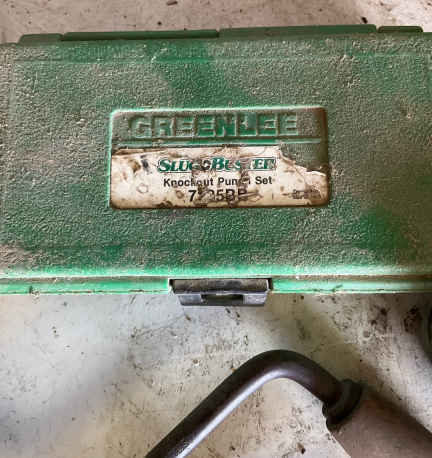 GREENLEE
SLUGBUSTER
Knockout Punch Set